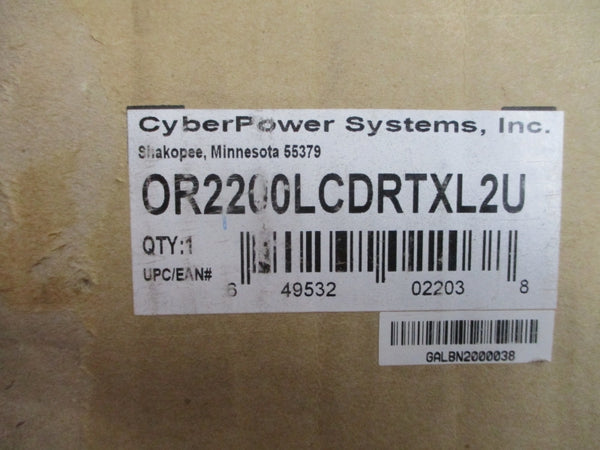 CyberPower Systems, Inc.
Shakopee, Minnesota 55379
OR2200LCDRTXL2U
QTY:1
UPC/EAN#
6 49532 02203 8
GALBN2000038